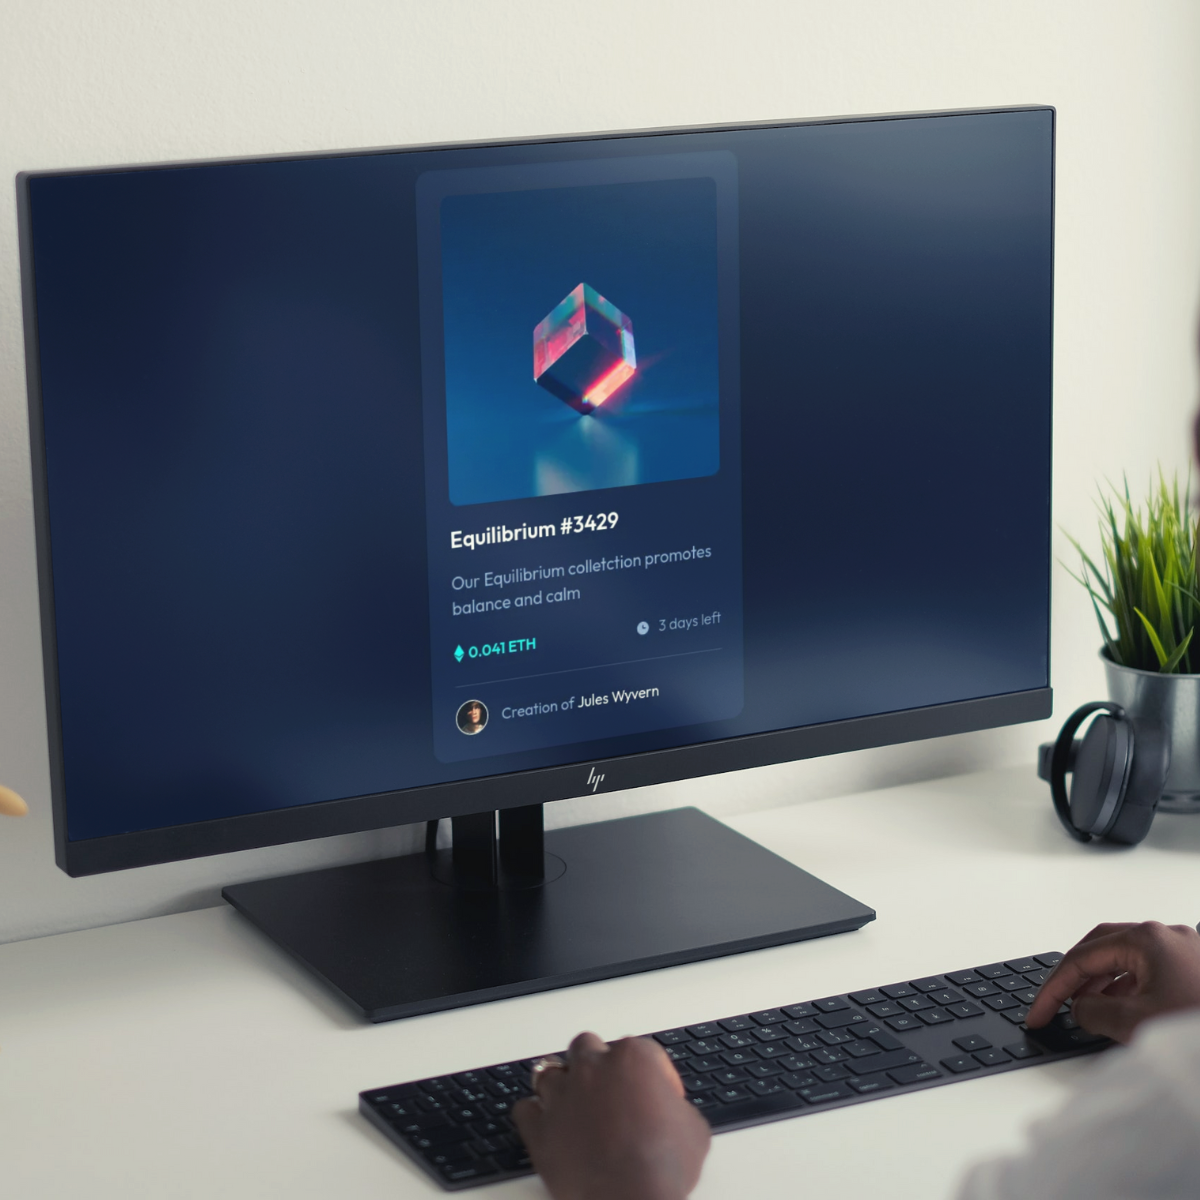 Equilibrium #3429
Our Equilibrium colletction promotes
balance and calm
0.041 ETH
3 days left
Creation of Jules Wyvern
hp